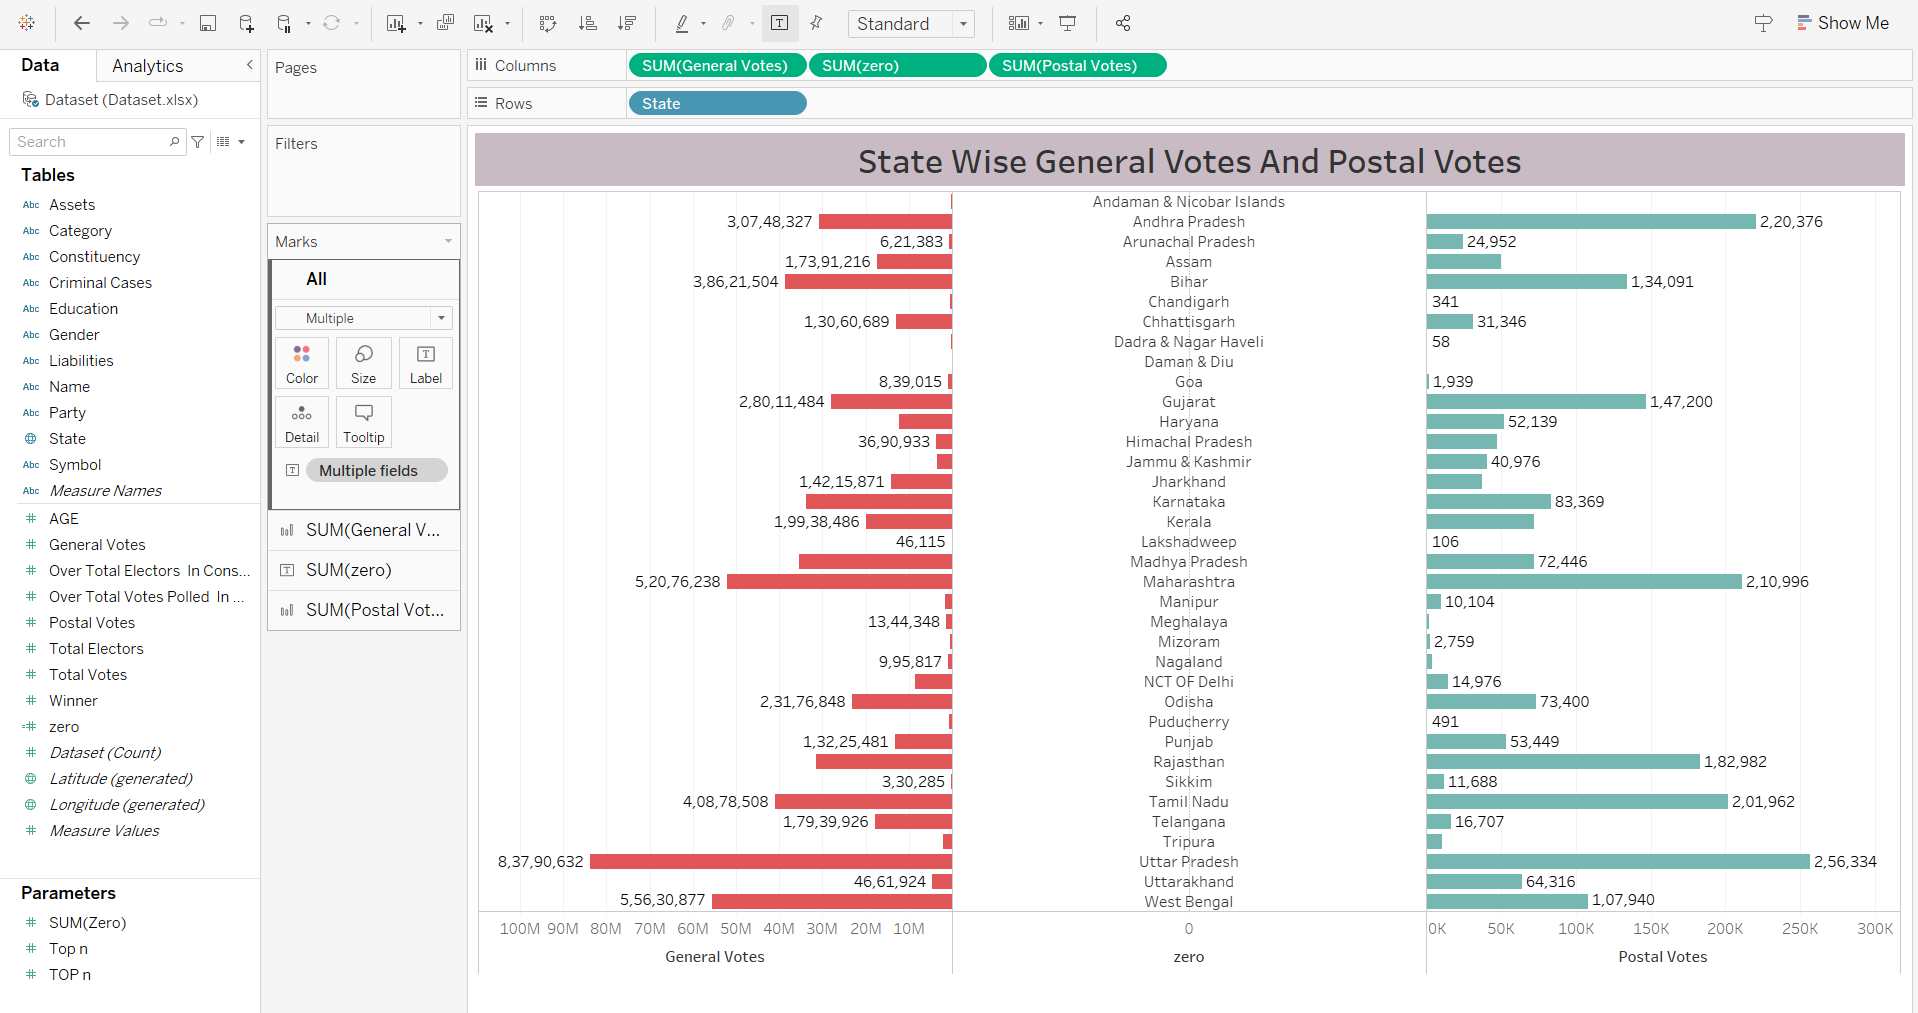 Standard
Show Me
Data
Analytics
Dataset (Dataset.xlsx)
Search
Tables
Abc Assets
Abc Category
Abc Constituency
Abc Criminal Cases
Abc Education
Abc Gender
Abc Liabilities
Abc Name
Abc Party
State
Abc Symbol
Abc Measure Names
# AGE
# General Votes
# Over Total Electors In Cons...
# Over Total Votes Polled In ...
# Postal Votes
# Total Electors
# Total Votes
# Winner
=# zero
# Dataset (Count)
Latitude (generated)
Longitude (generated)
# Measure Values
Parameters
# SUM(Zero)
# Top n
# TOP n
Pages
Filters
Marks
All
Multiple
Color Size T Label
Detail Tooltip
T Multiple fields
SUM(General V...
T SUM(zero)
SUM(Postal Vot...
Columns SUM(General Votes) SUM(zero) SUM(Postal Votes)
Rows State
State Wise General Votes And Postal Votes
Andaman & Nicobar Islands
3,07,48,327 Andhra Pradesh 2,20,376
6,21,383 Arunachal Pradesh 24,952
1,73,91,216 Assam
3,86,21,504 Bihar 1,34,091
Chandigarh 341
1,30,60,689 Chhattisgarh 31,346
Dadra & Nagar Haveli 58
Daman & Diu
8,39,015 Goa 1,939
2,80,11,484 Gujarat 1,47,200
Haryana 52,139
36,90,933 Himachal Pradesh
Jammu & Kashmir 40,976
1,42,15,871 Jharkhand
Karnataka 83,369
1,99,38,486 Kerala
46,115 Lakshadweep 106
Madhya Pradesh 72,446
5,20,76,238 Maharashtra 2,10,996
Manipur 10,104
13,44,348 Meghalaya
Mizoram 2,759
9,95,817 Nagaland
NCT OF Delhi 14,976
2,31,76,848 Odisha 73,400
Puducherry 491
1,32,25,481 Punjab 53,449
Rajasthan 1,82,982
3,30,285 Sikkim 11,688
4,08,78,508 Tamil Nadu 2,01,962
1,79,39,926 Telangana 16,707
Tripura
8,37,90,632 Uttar Pradesh 2,56,334
46,61,924 Uttarakhand 64,316
5,56,30,877 West Bengal 1,07,940
100M 90M 80M 70M 60M 50M 40M 30M 20M 10M 0 0K 50K 100K 150K 200K 250K 300K
General Votes zero Postal Votes